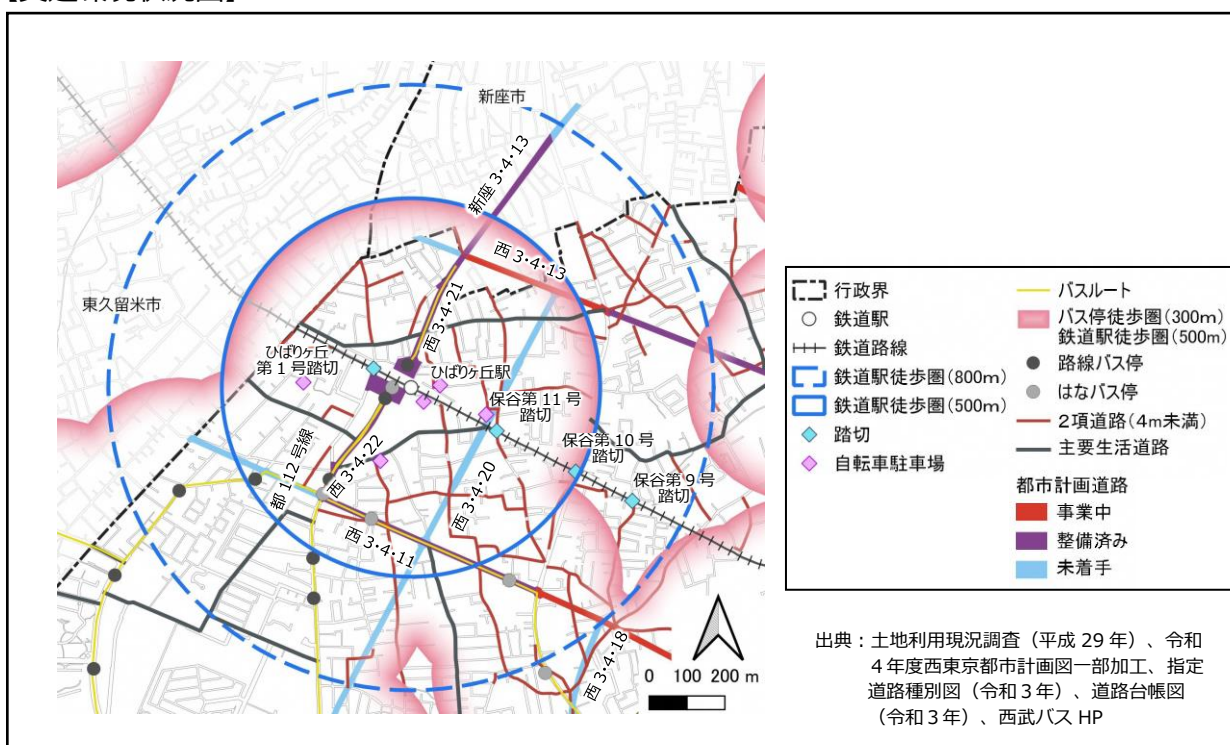 新座市
新座 3・4・13
西 3・4・13
東久留米市
西 3・4・21
ひばりヶ丘
第 1 号踏切
ひばりヶ丘駅
保谷第 11 号
踏切
保谷第 10 号
踏切
保谷第 9 号
踏切
都 112 号線
西 3・4・22
西 3・4・20
西 3・4・11
西 3・4・18
0 100 200 m
行政界
鉄道駅
鉄道路線
鉄道駅徒歩圏(800m)
鉄道駅徒歩圏(500m)
踏切
自転車駐車場
バスルート
バス停徒歩圏(300m)
鉄道駅徒歩圏(500m)
路線バス停
はなバス停
2項道路(4m未満)
主要生活道路
都市計画道路
事業中
整備済み
未着手
出典：土地利用現況調査（平成 29 年）、令和
４年度西東京都市計画図一部加工、指定
道路種別図（令和３年）、道路台帳図
（令和３年）、西武バス HP